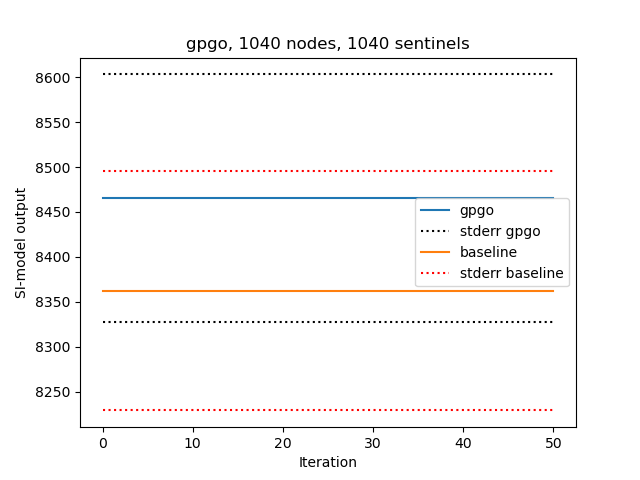 gpgo, 1040 nodes, 1040 sentinels
SI-model output
8600
8550
8500
8450
8400
8350
8300
8250
gpgo
stderr gpgo
baseline
stderr baseline
0 10 20 30 40 50
Iteration